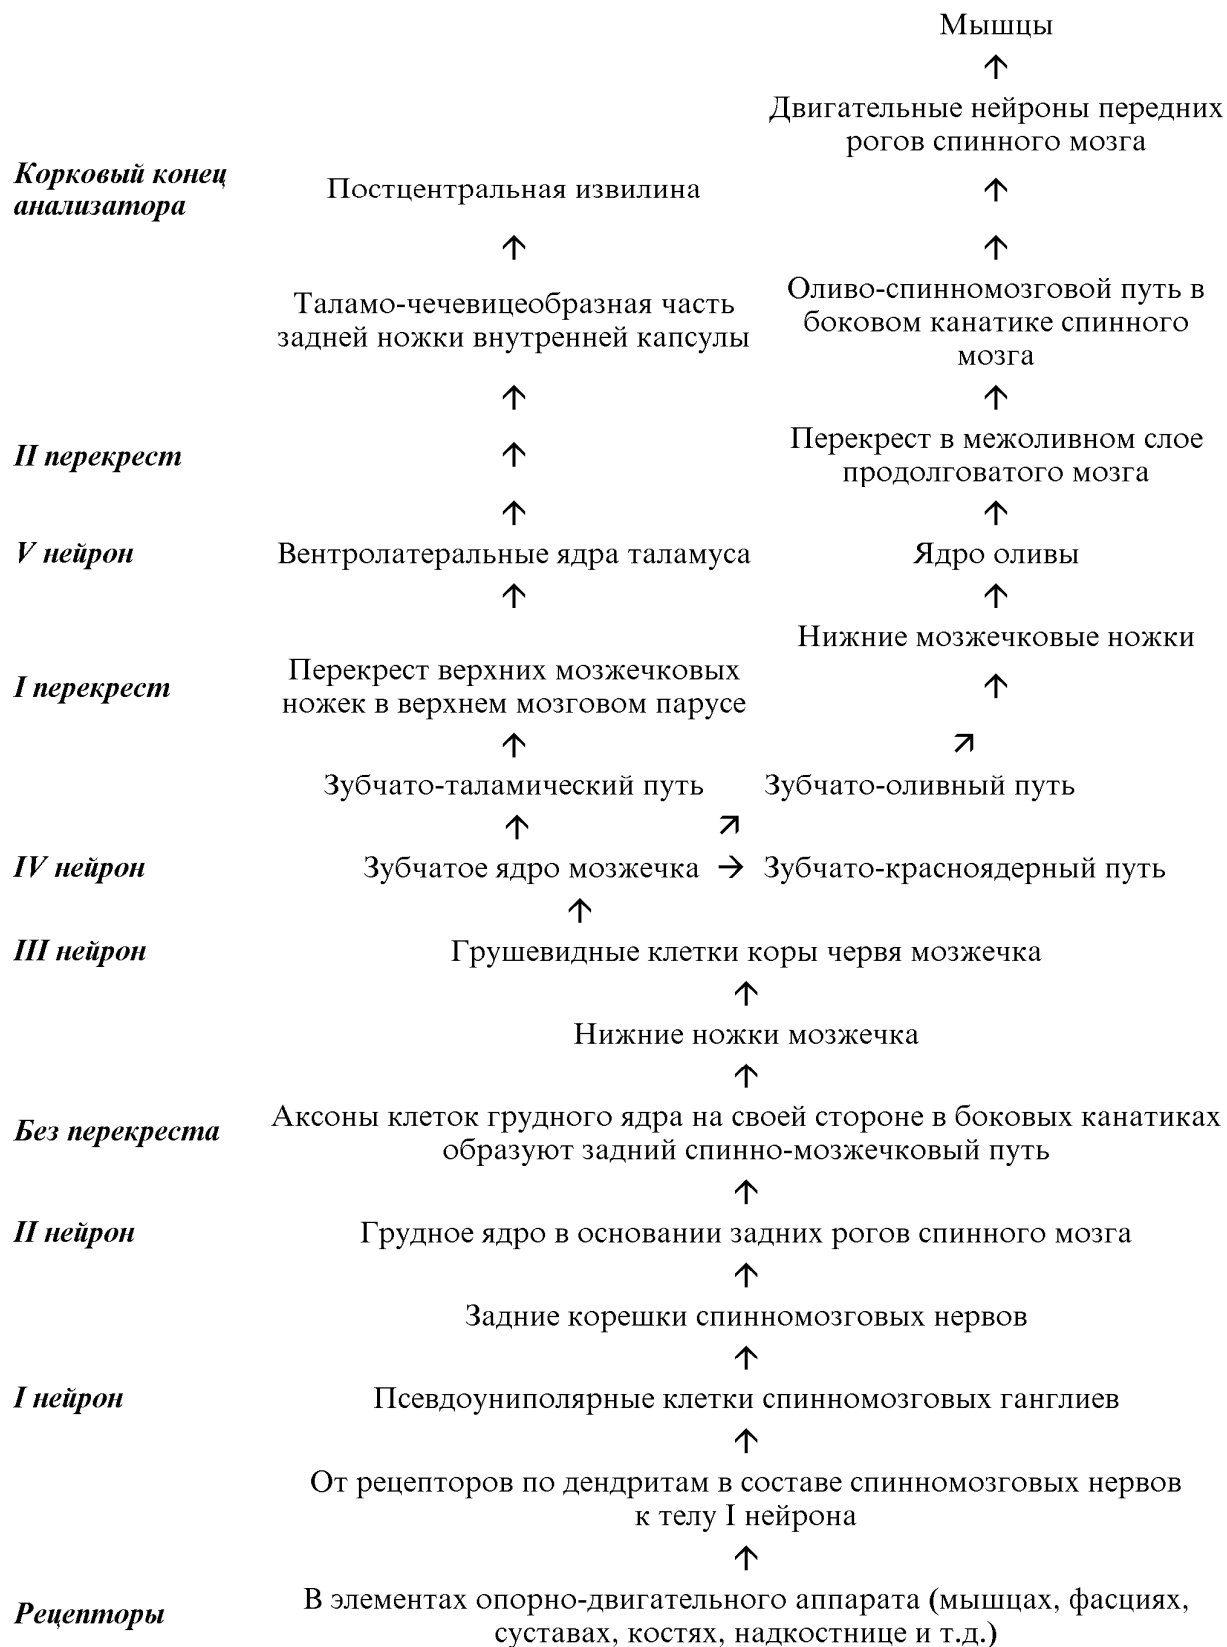 Мышцы
↑
Двигательные нейроны передних
рогов спинного мозга
Корковый конец
анализатора
Постцентральная извилина
↑
↑
↑
Таламо-чечевицеобразная часть
задней ножки внутренней капсулы
Оливо-спинномозговой путь в
боковом канатике спинного
мозга
↑
↑
II перекрест
↑
Перекрест в межоливном слое
продолговатого мозга
↑
↑
V нейрон
Вентролатеральные ядра таламуса
Ядро оливы
↑
↑
Нижние мозжечковые ножки
I перекрест
Перекрест верхних мозжечковых
ножек в верхнем мозговом парусе
↑
↑
↗
Зубчато-таламический путь
Зубчато-оливный путь
↑
↗
IV нейрон
Зубчатое ядро мозжечка → Зубчато-красноядерный путь
↑
III нейрон
Грушевидные клетки коры червя мозжечка
↑
Нижние ножки мозжечка
↑
Без перекреста
Аксоны клеток грудного ядра на своей стороне в боковых канатиках
образуют задний спинно-мозжечковый путь
↑
II нейрон
Грудное ядро в основании задних рогов спинного мозга
↑
Задние корешки спинномозговых нервов
↑
I нейрон
Псевдоуниполярные клетки спинномозговых ганглиев
↑
От рецепторов по дендритам в составе спинномозговых нервов
к телу I нейрона
↑
Рецепторы
В элементах опорно-двигательного аппарата (мышцах, фасциях,
суставах, костях, надкостнице и т.д.)